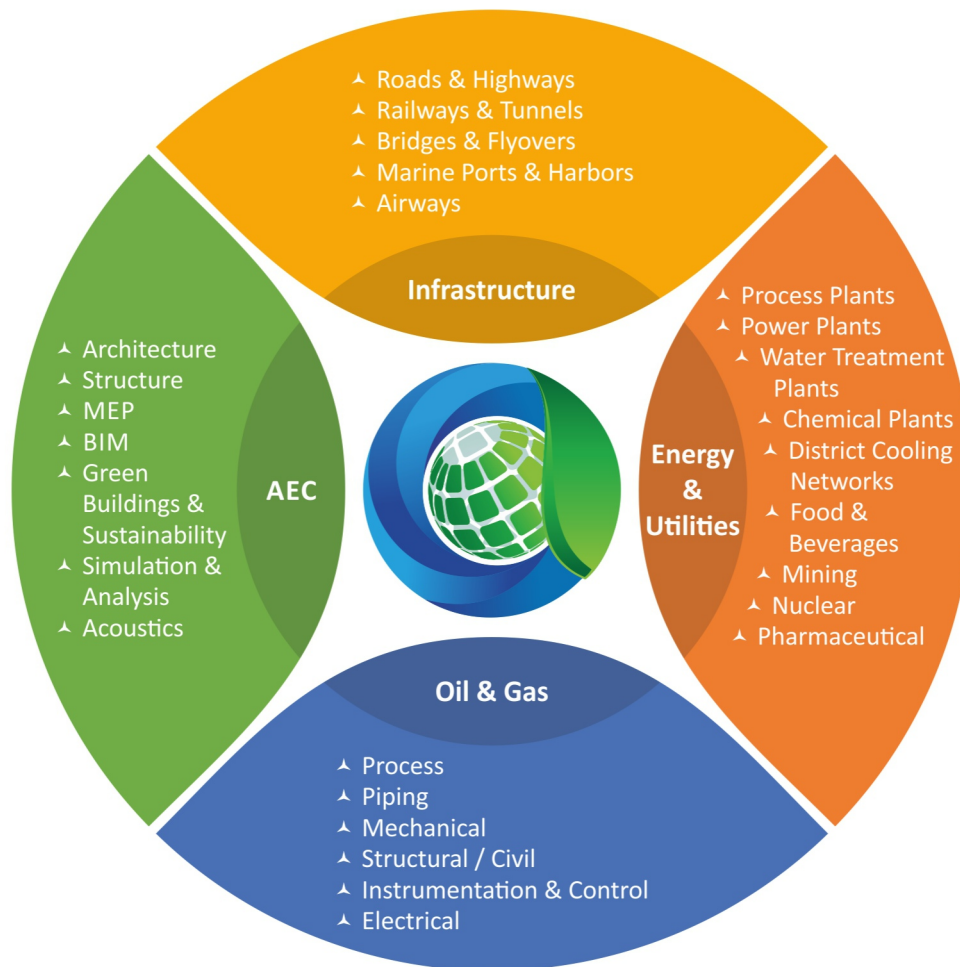 Roads & Highways
Railways & Tunnels
Bridges & Flyovers
Marine Ports & Harbors
Airways
Infrastructure
Architecture
Structure
MEP
BIM
Green
Buildings &
Sustainability
Simulation &
Analysis
Acoustics
AEC
Energy
&
Utilities
Process Plants
Power Plants
Water Treatment
Plants
Chemical Plants
District Cooling
Networks
Food &
Beverages
Mining
Nuclear
Pharmaceutical
Oil & Gas
Process
Piping
Mechanical
Structural / Civil
Instrumentation & Control
Electrical